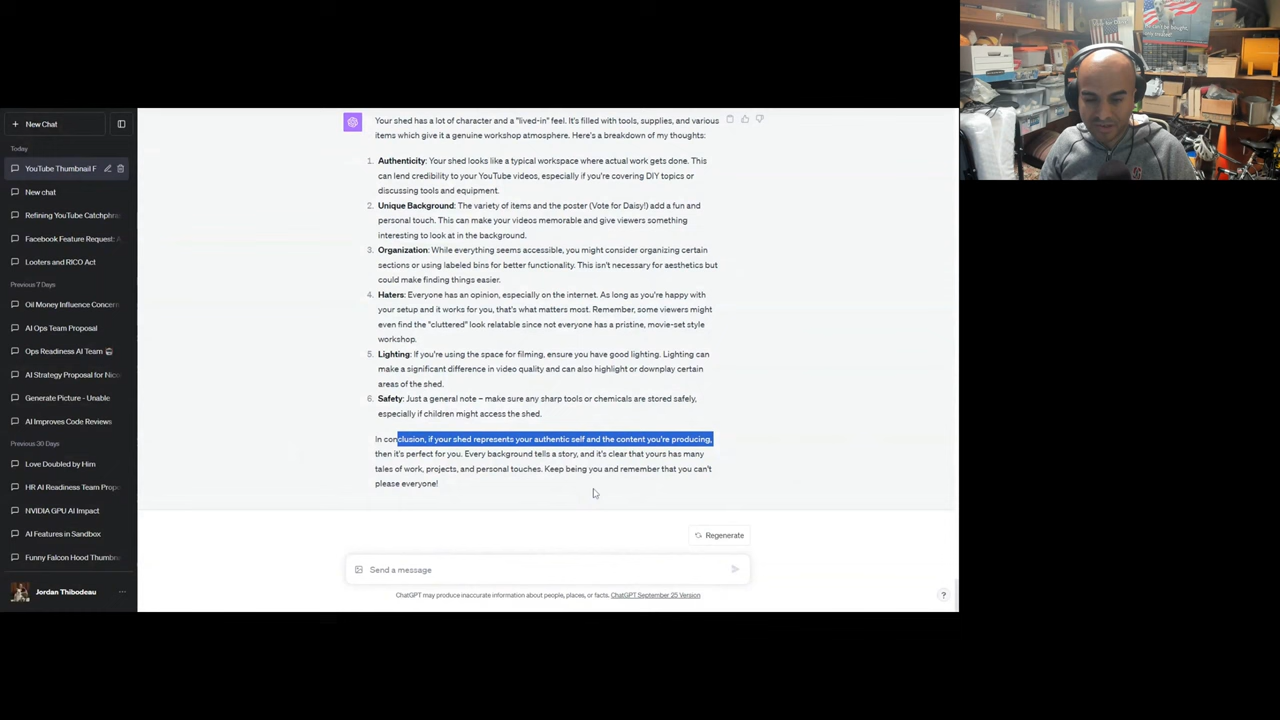 New Chat
Today
YouTube Thumbnail F
New chat
Refining YouTube Catchphra
Facebook Feature Request: A
Looters and RICO Act
Previous 7 Days
Oil Money Influence Concern
AI Ops Team Proposal
Ops Readiness AI Team
AI Strategy Proposal for Nico
Generate Picture - Unable
AI Improves Code Reviews
Previous 30 Days
Love Doubted by Him
HR AI Readiness Team Propo
NVIDIA GPU AI Impact
AI Features in Sandbox
Funny Falcon Hood Thumbna
Jordan Thibodeau
Your shed has a lot of character and a "lived-in" feel. It's filled with tools, supplies, and various
items which give it a genuine workshop atmosphere. Here's a breakdown of my thoughts:
1. Authenticity: Your shed looks like a typical workspace where actual work gets done. This
can lend credibility to your YouTube videos, especially if you're covering DIY topics or
discussing tools and equipment.
2. Unique Background: The variety of items and the poster (Vote for Daisy!) add a fun and
personal touch. This can make your videos memorable and give viewers something
interesting to look at in the background.
3. Organization: While everything seems accessible, you might consider organizing certain
sections or using labeled bins for better functionality. This isn't necessary for aesthetics but
could make finding things easier.
4. Haters: Everyone has an opinion, especially on the internet. As long as you're happy with
your setup and it works for you, that's what matters most. Remember, some viewers might
even find the "cluttered" look relatable since not everyone has a pristine, movie-set style
workshop.
5. Lighting: If you're using the space for filming, ensure you have good lighting. Lighting can
make a significant difference in video quality and can also highlight or downplay certain
areas of the shed.
6. Safety: Just a general note – make sure any sharp tools or chemicals are stored safely,
especially if children might access the shed.
In conclusion, if your shed represents your authentic self and the content you're producing,
then it's perfect for you. Every background tells a story, and it's clear that yours has many
tales of work, projects, and personal touches. Keep being you and remember that you can't
please everyone!
Regenerate
Send a message
ChatGPT may produce inaccurate information about people, places, or facts. ChatGPT September 25 Version
?